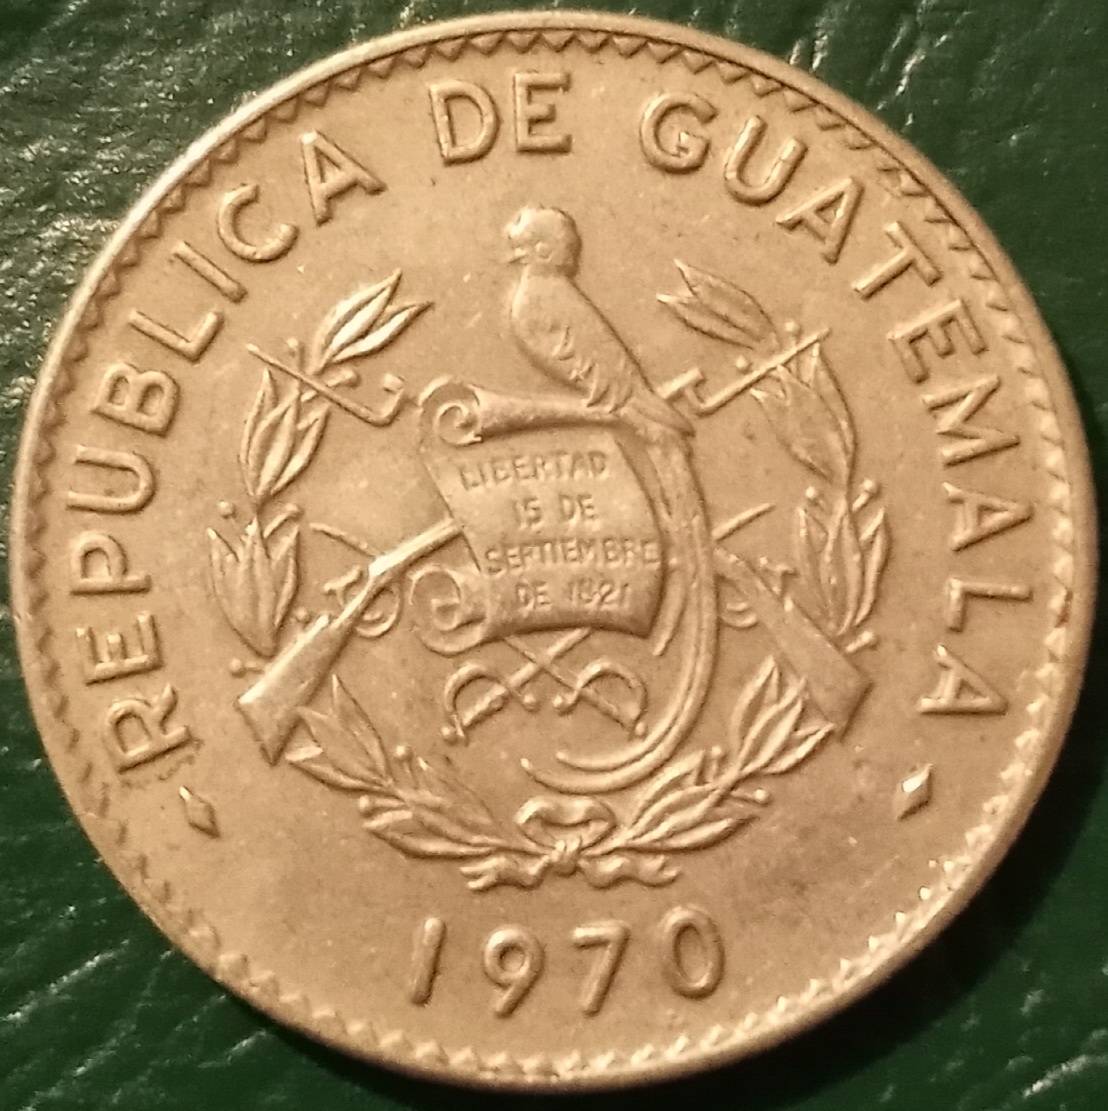 REPUBLICA DE GUATEMALA
LIBERTAD
15 DE
SEPTIEMBRE
DE 1821
1970